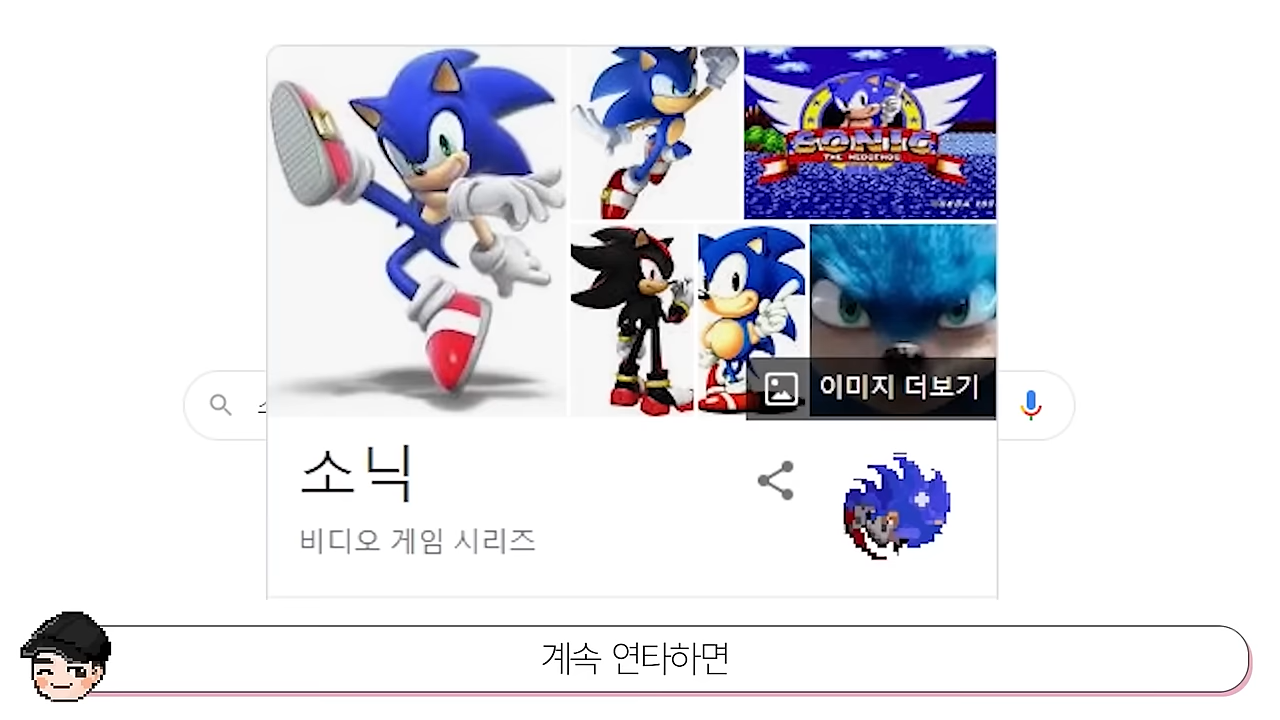 SONIC
THE HEDGEHOG
이미지 더보기
소닉
비디오 게임 시리즈
계속 연타하면